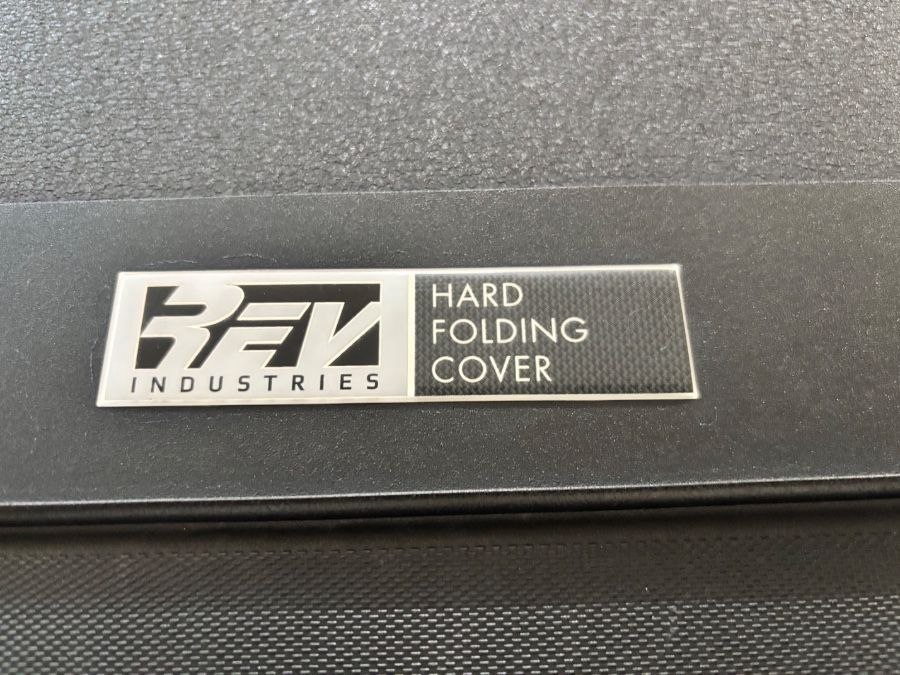 REV
INDUSTRIES
HARD
FOLDING
COVER